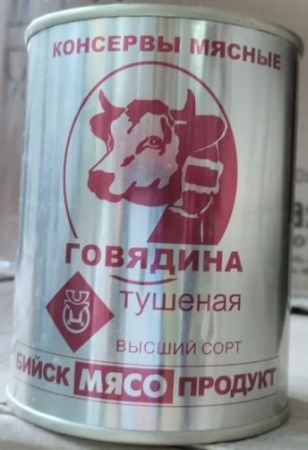 КОНСЕРВЫ МЯСНЫЕ
ГОВЯДИНА
тушеная
ВЫСШИЙ СОРТ
БИЙСК МЯСО ПРОДУКТ